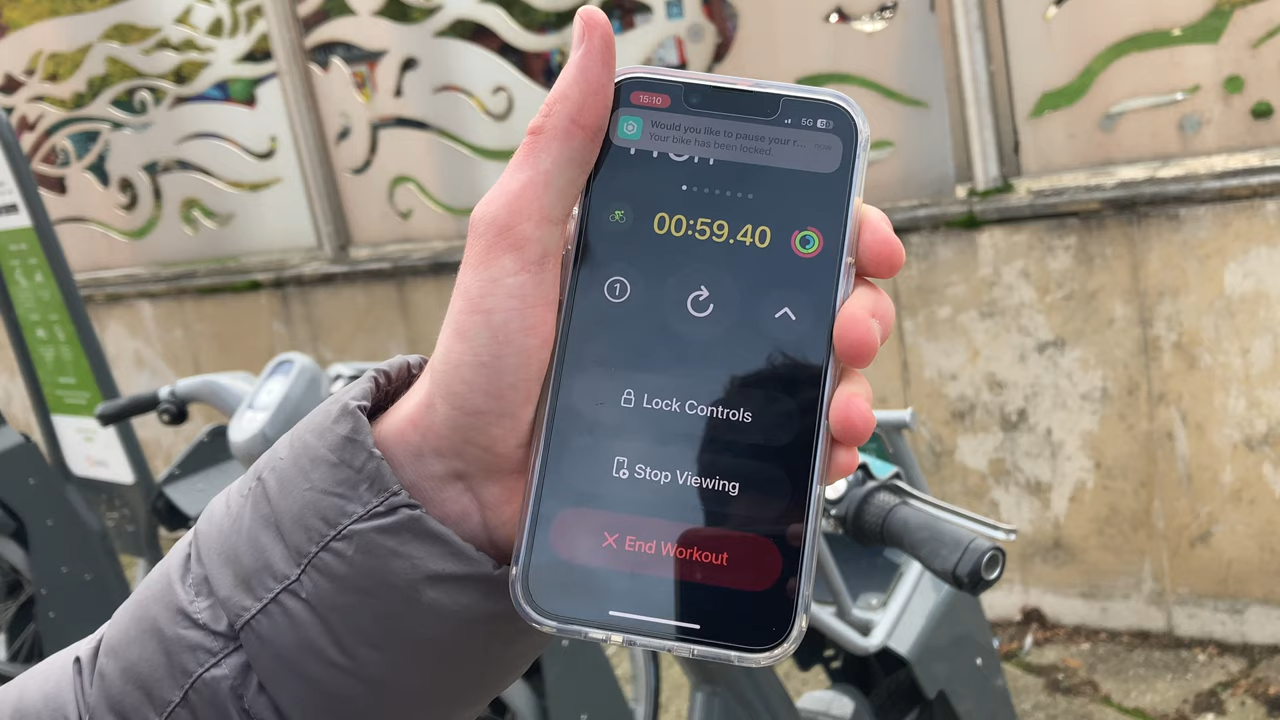 15:10
5G
Would you like to pause your r...
now
Your bike has been locked.
00:59.40
1
Lock Controls
Stop Viewing
End Workout